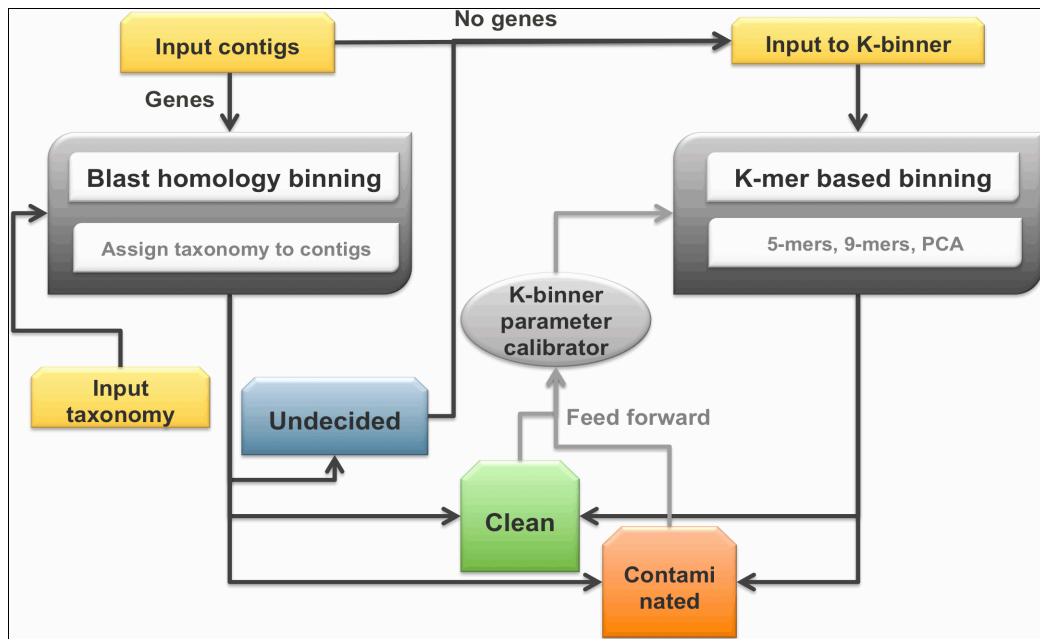 No genes
Input contigs
Input to K-binner
Genes
Blast homology binning
K-mer based binning
Assign taxonomy to contigs
5-mers, 9-mers, PCA
K-binner
parameter
calibrator
Input
taxonomy
Undecided
Feed forward
Clean
Contami
nated